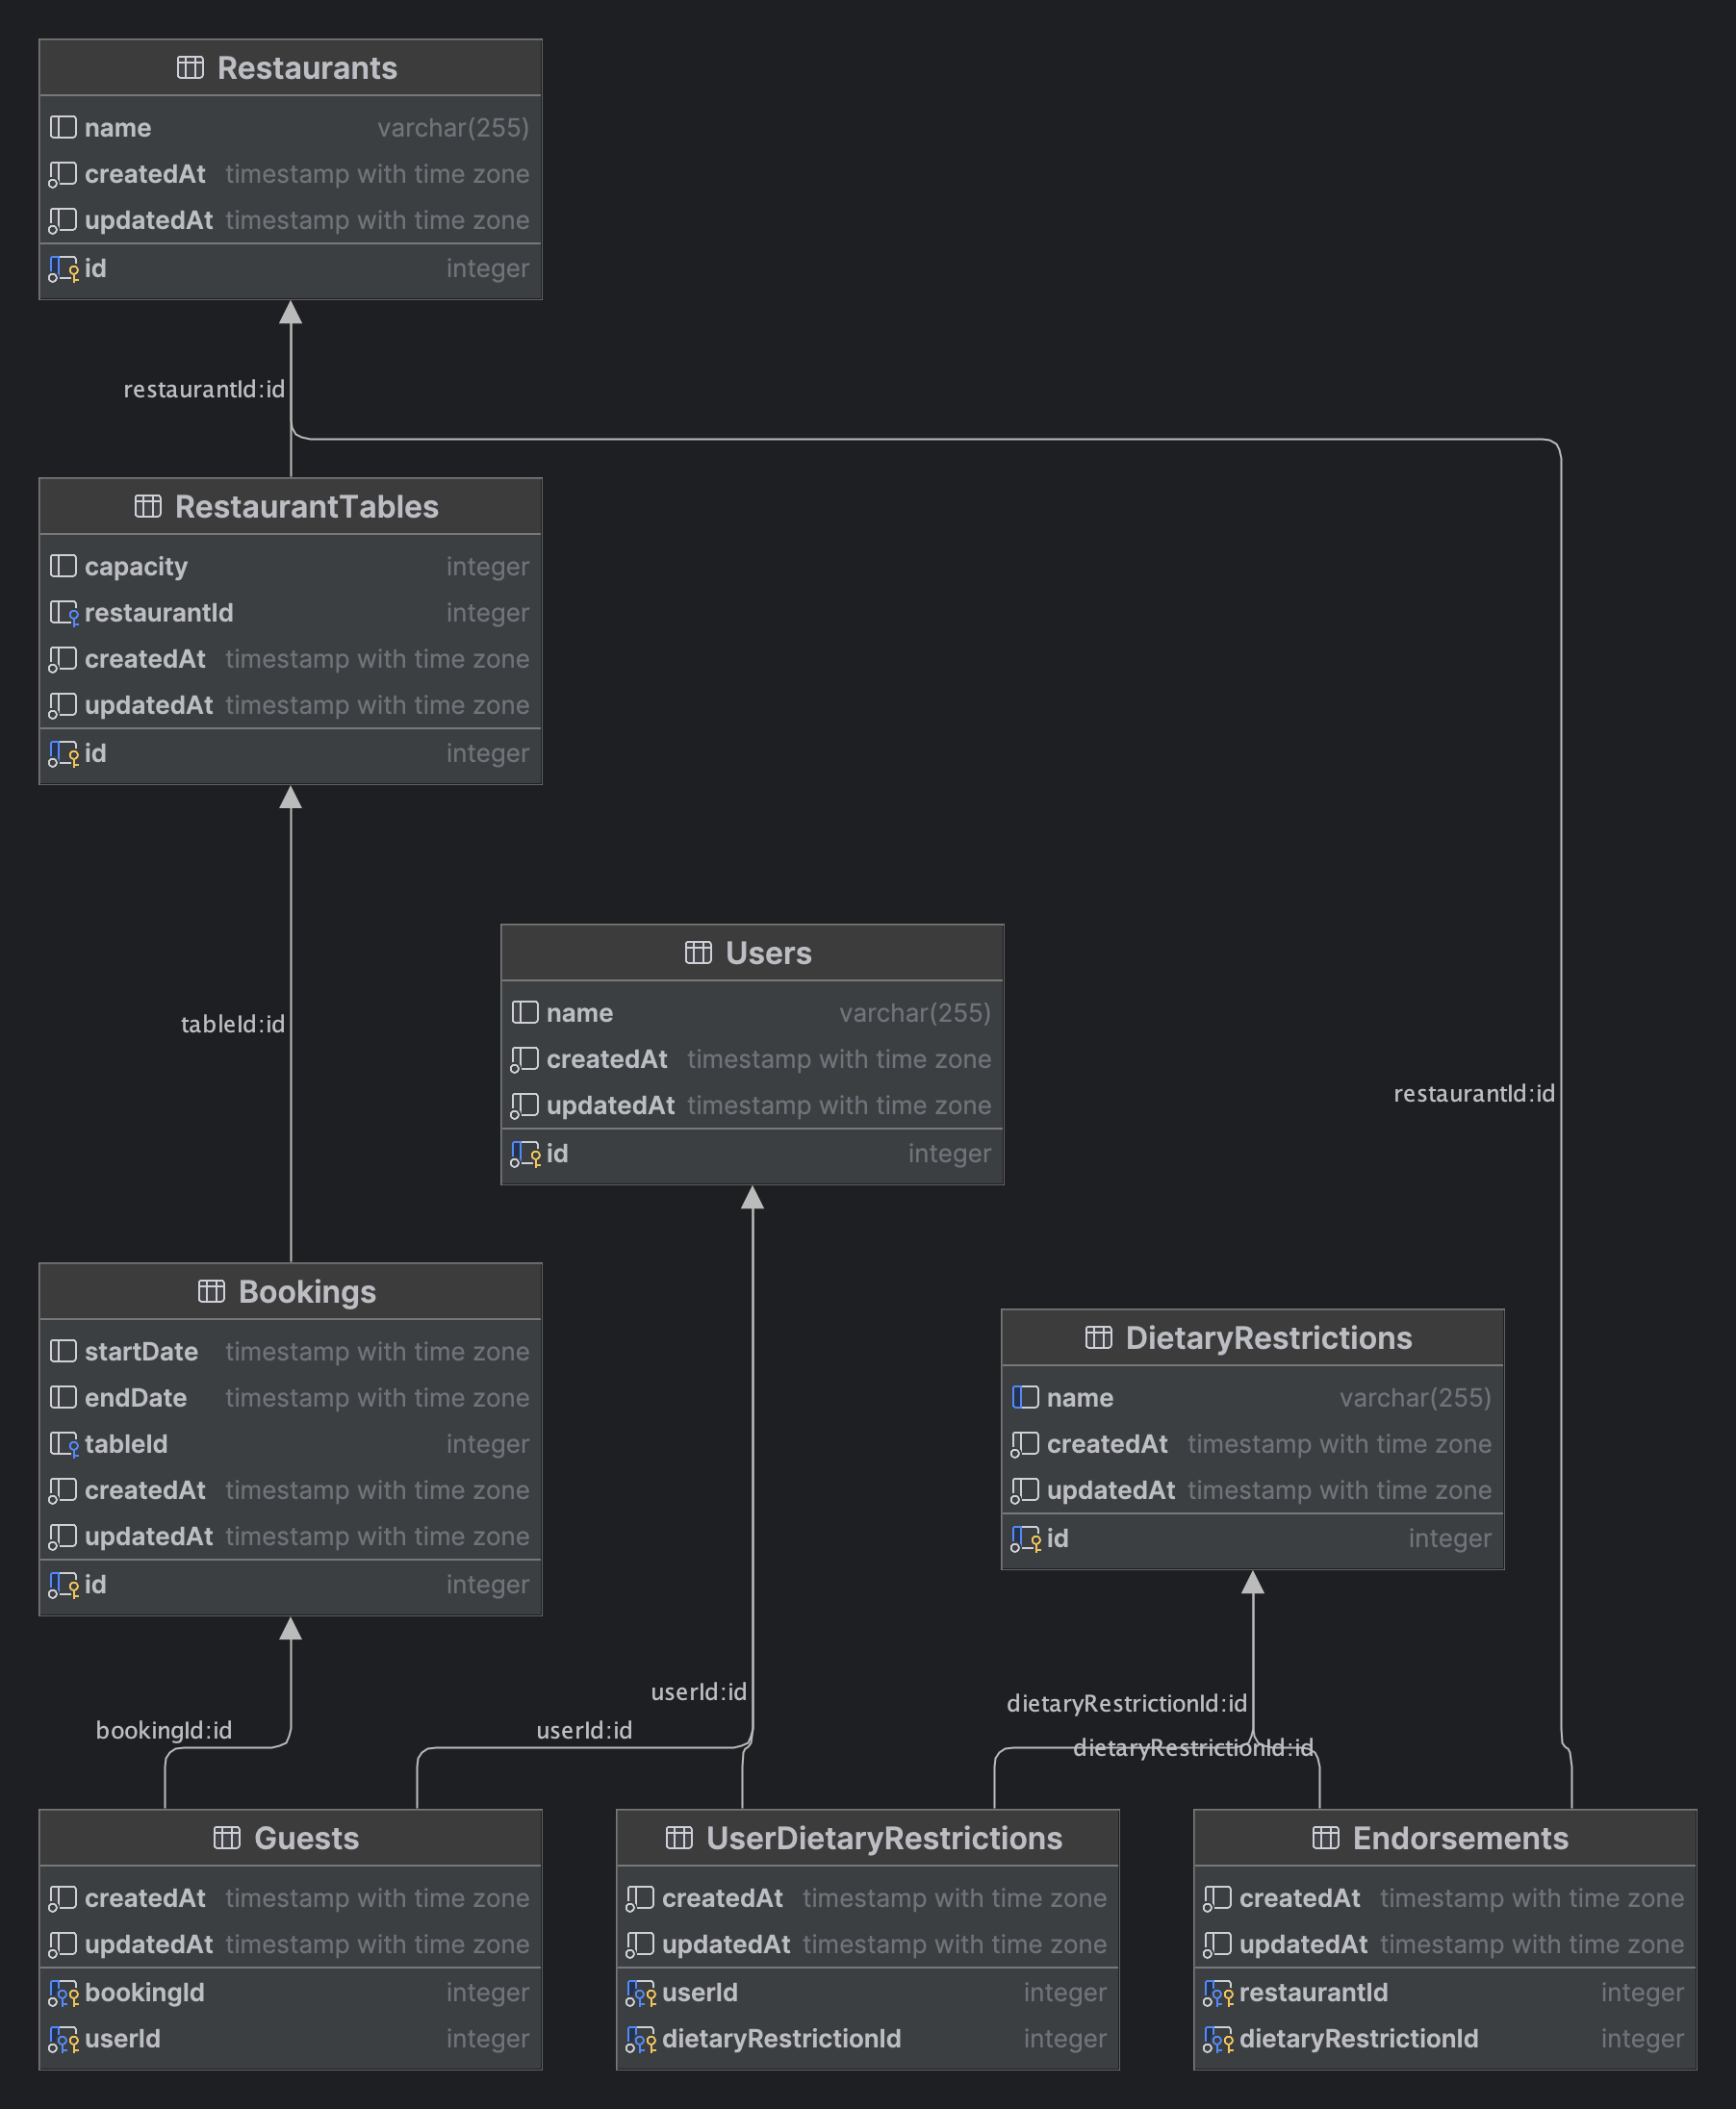 Restaurants
name varchar(255)
createdAt timestamp with time zone
updatedAt timestamp with time zone
id integer
restaurantId:id
RestaurantTables
capacity integer
restaurantId integer
createdAt timestamp with time zone
updatedAt timestamp with time zone
id integer
tableId:id
Users
name varchar(255)
createdAt timestamp with time zone
updatedAt timestamp with time zone
id integer
restaurantId:id
Bookings
startDate timestamp with time zone
endDate timestamp with time zone
tableId integer
createdAt timestamp with time zone
updatedAt timestamp with time zone
id integer
DietaryRestrictions
name varchar(255)
createdAt timestamp with time zone
updatedAt timestamp with time zone
id integer
bookingId:id
userId:id
userId:id
dietaryRestrictionId:id
dietaryRestrictionId:id
Guests
createdAt timestamp with time zone
updatedAt timestamp with time zone
bookingId integer
userId integer
UserDietaryRestrictions
createdAt timestamp with time zone
updatedAt timestamp with time zone
userId integer
dietaryRestrictionId integer
Endorsements
createdAt timestamp with time zone
updatedAt timestamp with time zone
restaurantId integer
dietaryRestrictionId integer